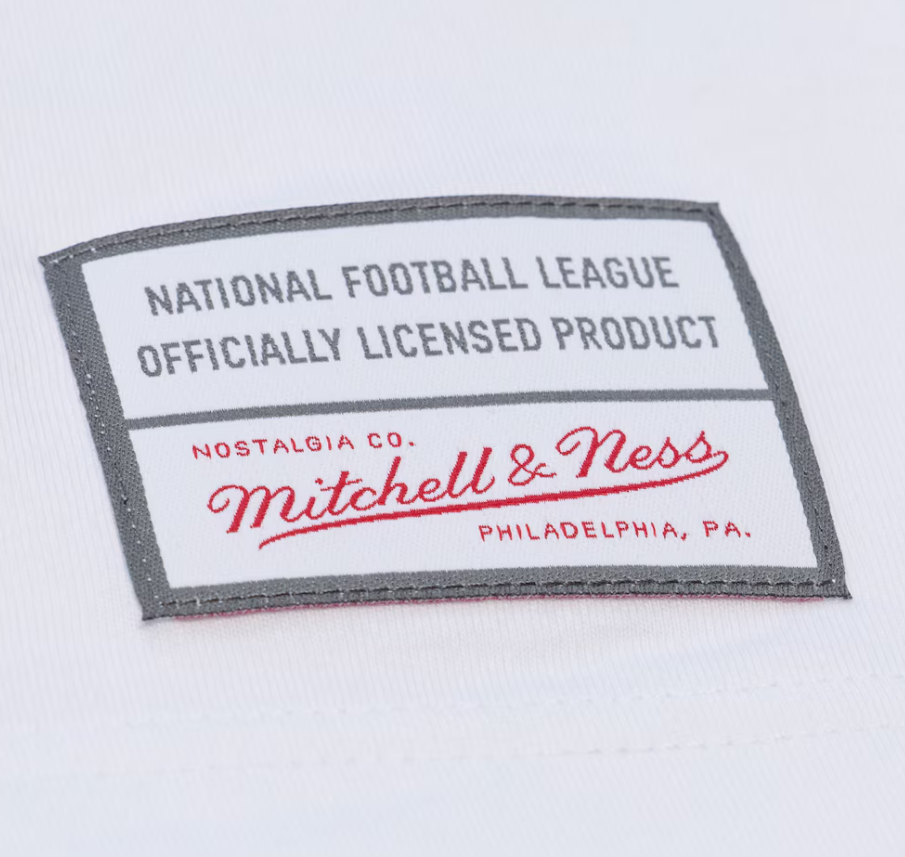 NATIONAL FOOTBALL LEAGUE
OFFICIALLY LICENSED PRODUCT
NOSTALGIA CO.
Mitchell & Ness
PHILADELPHIA, PA.